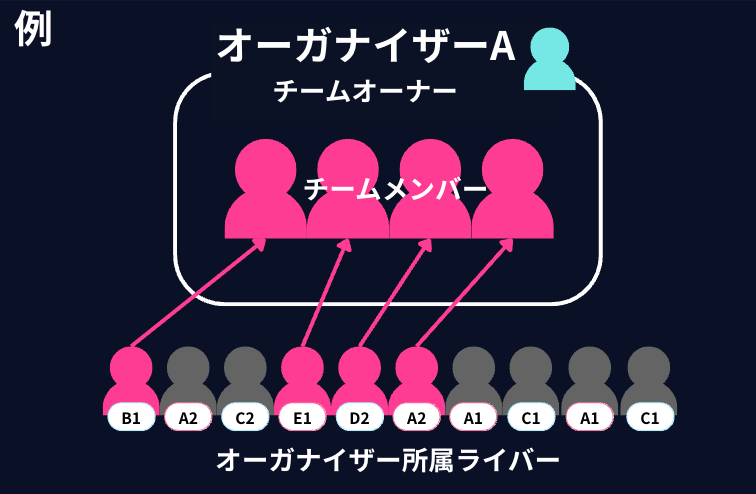 例
オーガナイザーA
チームオーナー
チームメンバー
B1 A2 C2 E1 D2 A2 A1 C1 A1 C1
オーガナイザー所属ライバー